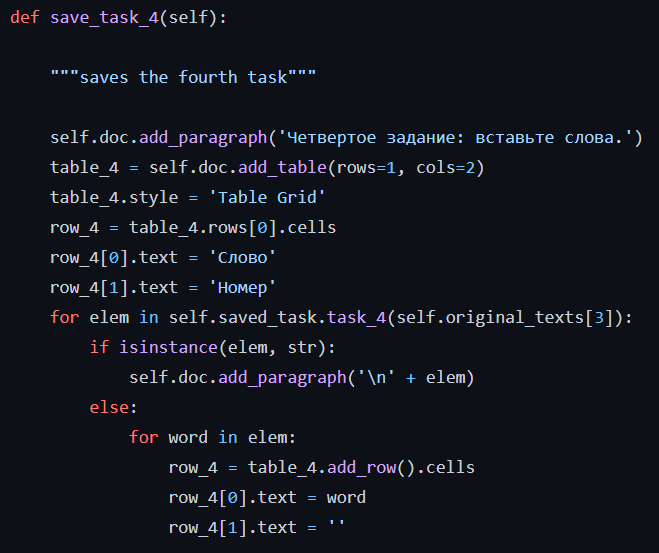 def save_task_4(self):
"""saves the fourth task"""
self.doc.add_paragraph('Четвертое задание: вставьте слова.')
table_4 = self.doc.add_table(rows=1, cols=2)
table_4.style = 'Table Grid'
row_4 = table_4.rows[0].cells
row_4[0].text = 'Слово'
row_4[1].text = 'Номер'
for elem in self.saved_task.task_4(self.original_texts[3]):
if isinstance(elem, str):
self.doc.add_paragraph('\n' + elem)
else:
for word in elem:
row_4 = table_4.add_row().cells
row_4[0].text = word
row_4[1].text = ''